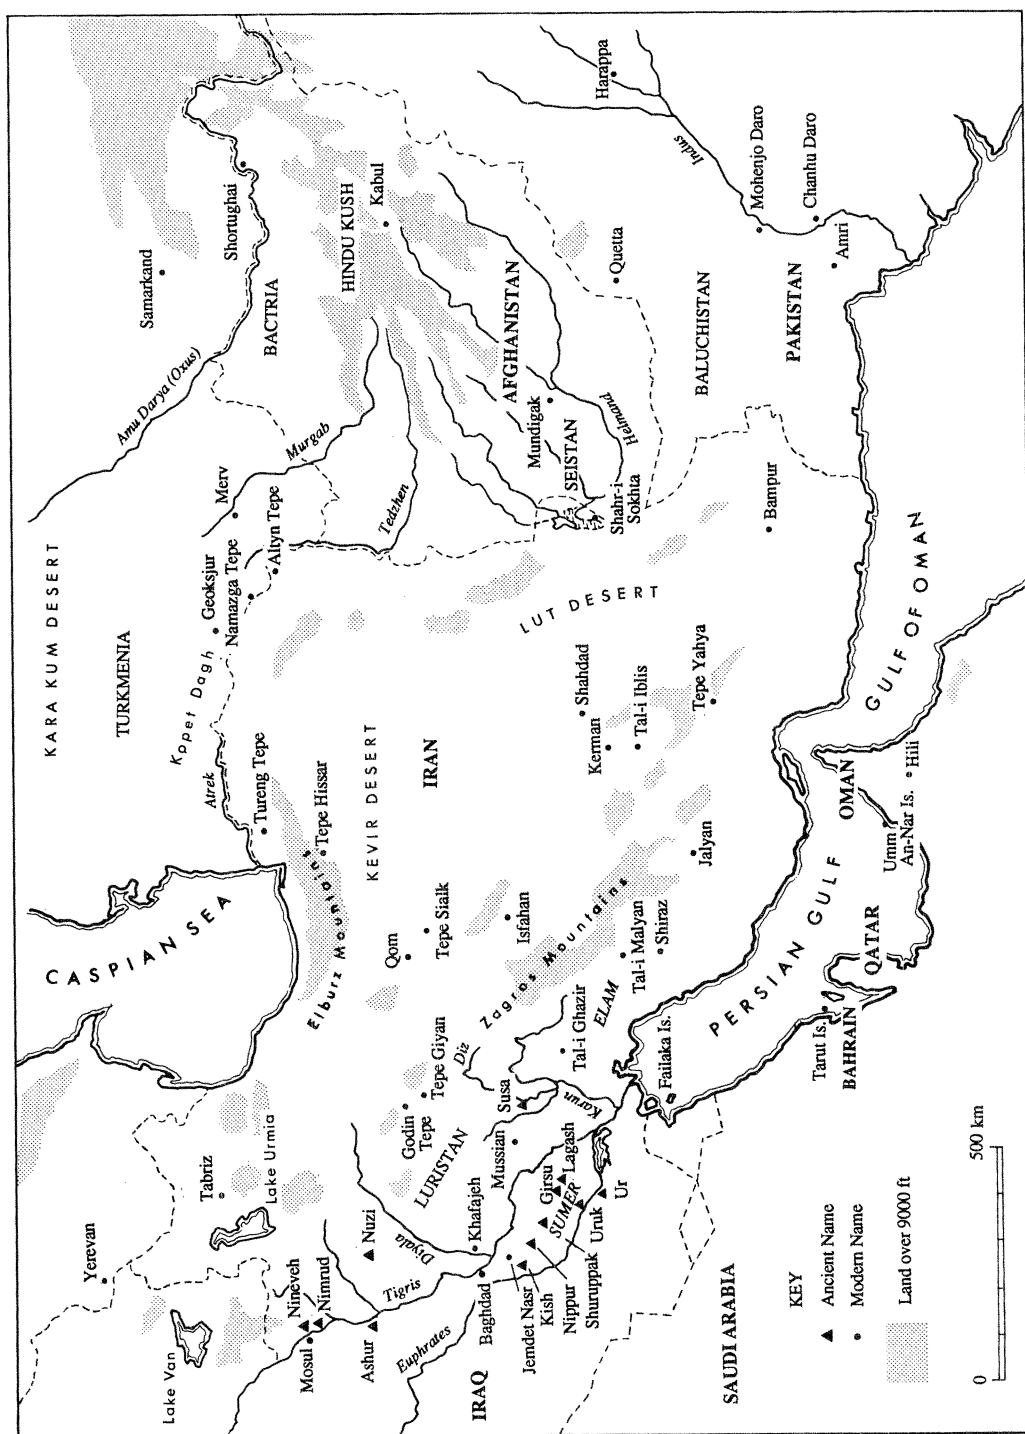 KARA KUM DESERT
TURKMENIA
Samarkand
Shortughai
BACTRIA
HINDU KUSH
Kabul
Amu Darya (Oxus)
Murgab
Tedzhen
Merv
Geoksjur
Namazga Tepe
Altyn Tepe
Kopet Dagh
Atrek
Tureng Tepe
Tepe Hissar
Elburz Mountains
CASPIAN SEA
Yerevan
Lake Van
Tabriz
Lake Urmia
Mosul
Nineveh
Nimrud
Ashur
Nuzi
Tigris
Diyala
Euphrates
IRAQ
Baghdad
Khafajeh
Jemdet Nasr
Kish
Nippur
Shuruppak
SUMER
Girsu
Lagash
Uruk
Ur
LURISTAN
Godin
Tepe
Tepe Giyan
Mussian
Susa
Diz
Karun
Tal-i Ghazir
ELAM
Zagros Mountains
Qom
Tepe Sialk
Isfahan
KEVIR DESERT
IRAN
LUT DESERT
Tal-i Malyan
Shiraz
Jalyan
Kerman
Shahdad
Tal-i Iblis
Tepe Yahya
Bampur
AFGHANISTAN
Mundigak
SEISTAN
Helmand
Shahr-i
Sokhta
Quetta
BALUCHISTAN
PAKISTAN
Harappa
Indus
Mohenjo Daro
Chanhu Daro
Amri
GULF OF OMAN
PERSIAN GULF
OMAN
Hili
Umm
An-Nar Is.
QATAR
BAHRAIN
Tarut Is.
Failaka Is.
SAUDI ARABIA
KEY
Ancient Name
Modern Name
Land over 9000 ft
0
500 km